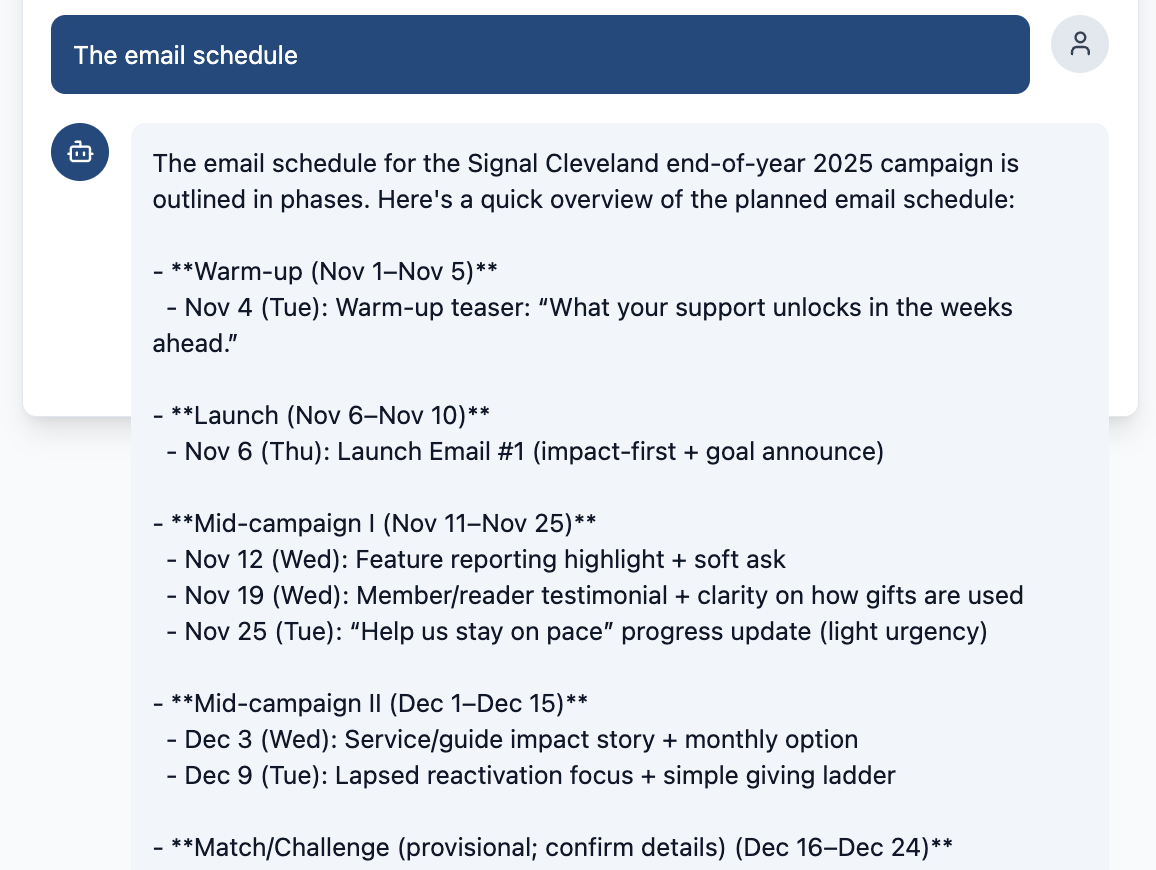 The email schedule
The email schedule for the Signal Cleveland end-of-year 2025 campaign is
outlined in phases. Here's a quick overview of the planned email schedule:
- **Warm-up (Nov 1–Nov 5)**
- Nov 4 (Tue): Warm-up teaser: “What your support unlocks in the weeks
ahead.”
- **Launch (Nov 6–Nov 10)**
- Nov 6 (Thu): Launch Email #1 (impact-first + goal announce)
- **Mid-campaign I (Nov 11–Nov 25)**
- Nov 12 (Wed): Feature reporting highlight + soft ask
- Nov 19 (Wed): Member/reader testimonial + clarity on how gifts are used
- Nov 25 (Tue): “Help us stay on pace” progress update (light urgency)
- **Mid-campaign II (Dec 1–Dec 15)**
- Dec 3 (Wed): Service/guide impact story + monthly option
- Dec 9 (Tue): Lapsed reactivation focus + simple giving ladder
- **Match/Challenge (provisional; confirm details) (Dec 16–Dec 24)**